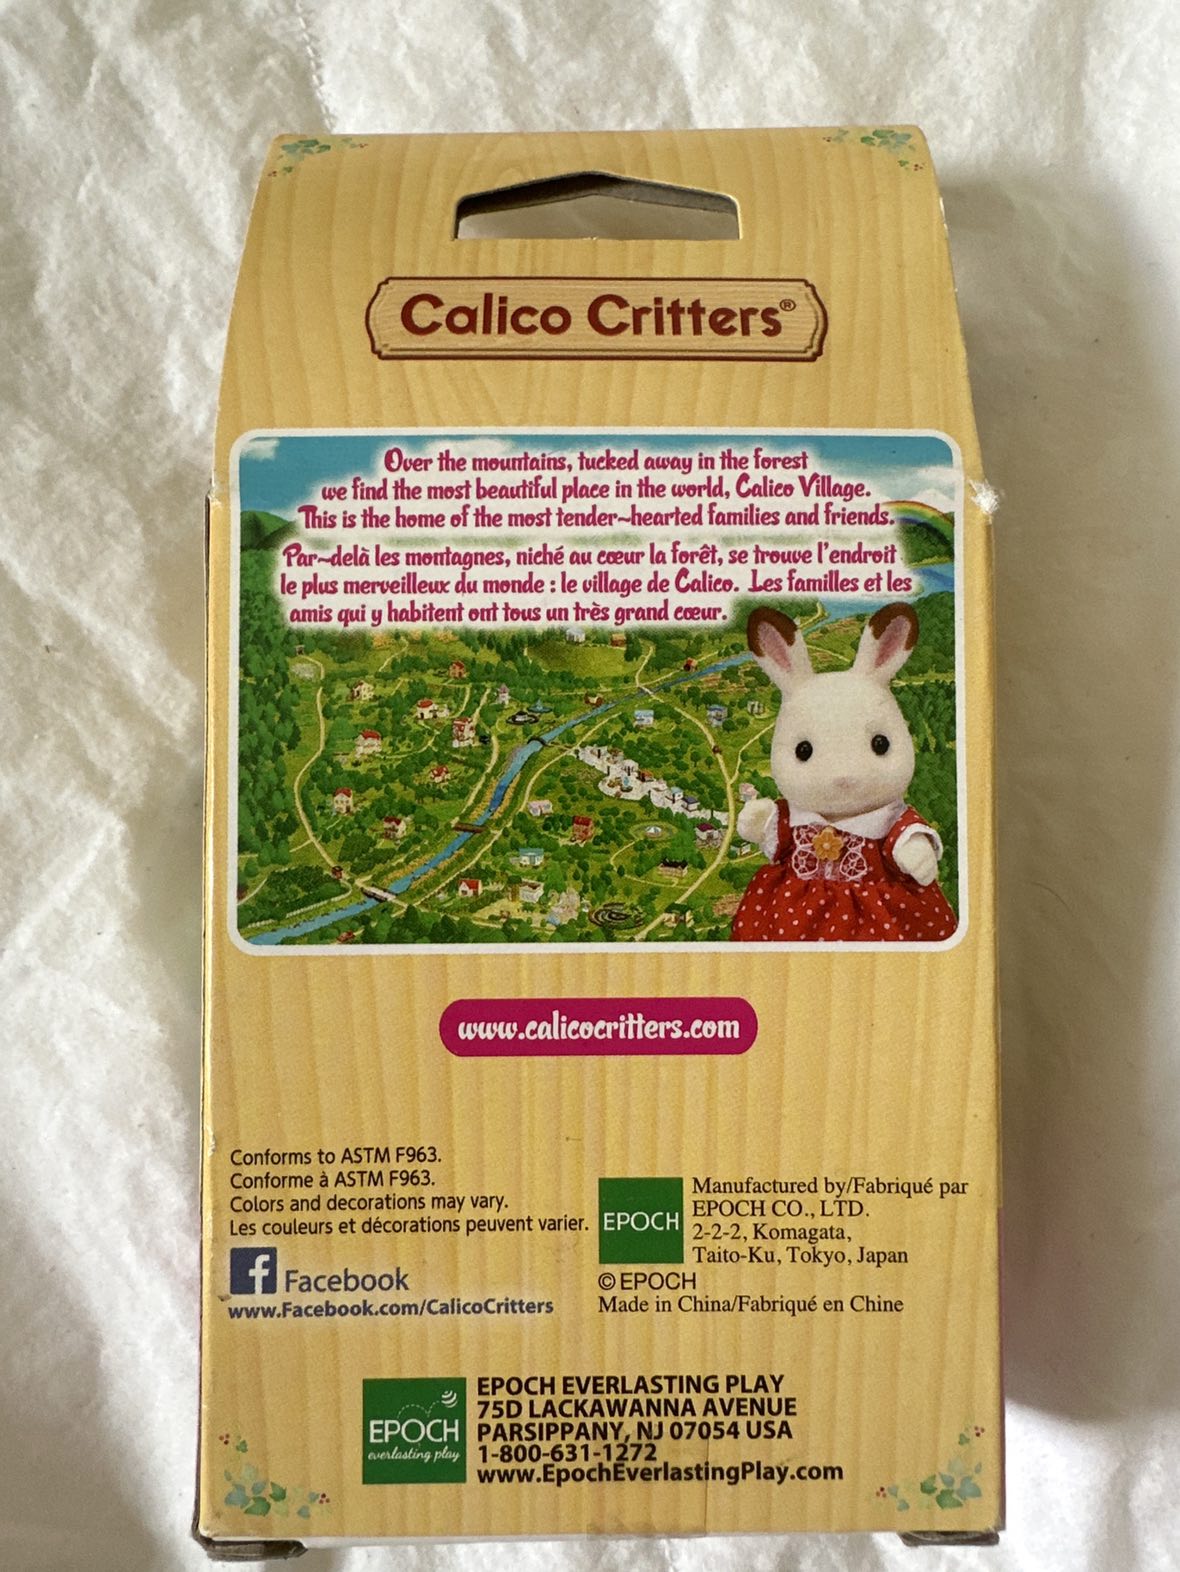 Calico Critters®
Over the mountains, tucked away in the forest
we find the most beautiful place in the world, Calico Village.
This is the home of the most tender~hearted families and friends.
Par~delà les montagnes, niché au cœur la forêt, se trouve l'endroit
le plus merveilleux du monde : le village de Calico. Les familles et les
amis qui y habitent ont tous un très grand cœur.
www.calicocritters.com
Conforms to ASTM F963.
Conforme à ASTM F963.
Colors and decorations may vary.
Les couleurs et décorations peuvent varier.
f Facebook
www.Facebook.com/CalicoCritters
EPOCH
Manufactured by/Fabriqué par
EPOCH CO., LTD.
2-2-2, Komagata,
Taito-Ku, Tokyo, Japan
© EPOCH
Made in China/Fabriqué en Chine
EPOCH
everlasting play
EPOCH EVERLASTING PLAY
75D LACKAWANNA AVENUE
PARSIPPANY, NJ 07054 USA
1-800-631-1272
www.EpochEverlastingPlay.com